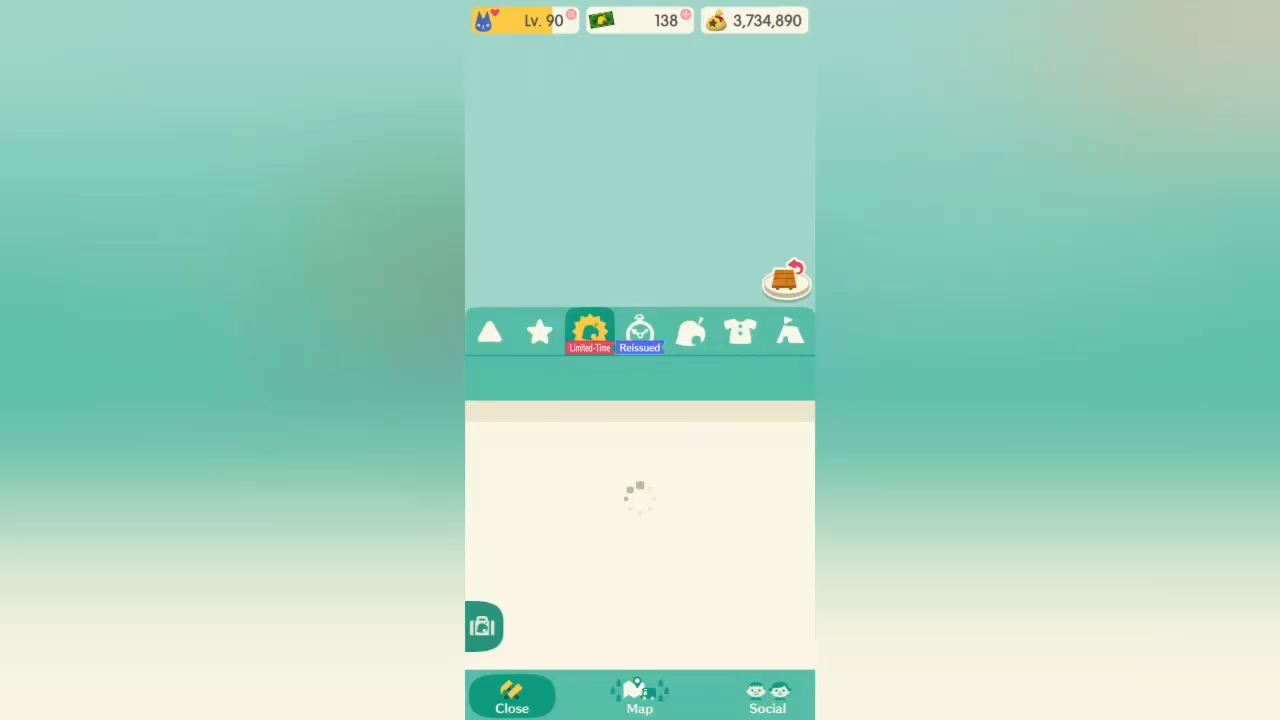 Lv. 90
138
3,734,890
Limited-Time
Reissued
Close
Map
Social